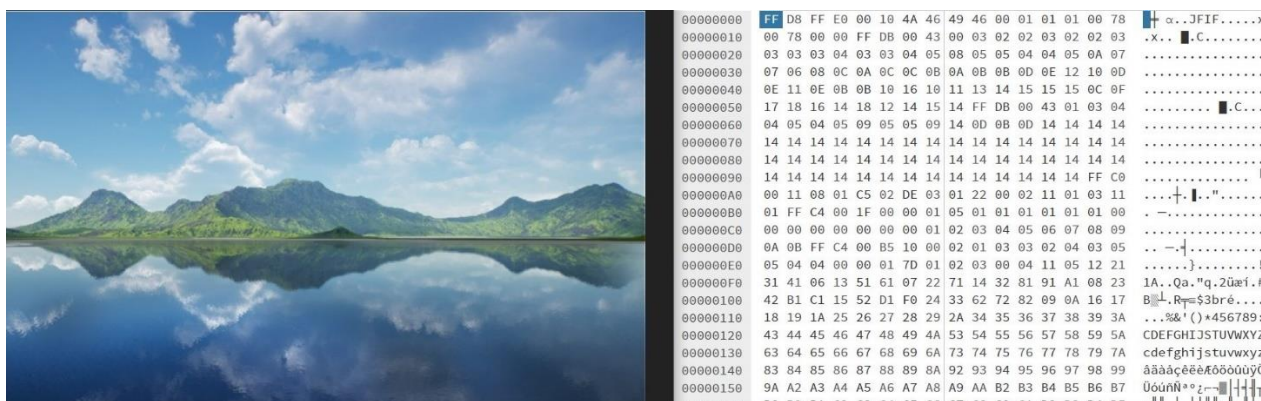 00000000 FF D8 FF E0 00 10 4A 46 49 46 00 01 01 01 00 78 █╪ α..JFIF.....x
00000010 00 78 00 00 FF DB 00 43 00 03 02 02 03 02 02 03 .x.. █.C........
00000020 03 03 03 04 03 03 04 05 08 05 05 04 04 05 0A 07 ................
00000030 07 06 08 0C 0A 0C 0C 0B 0A 0B 0B 0D 0E 12 10 0D ................
00000040 0E 11 0E 0B 0B 10 16 10 11 13 14 15 15 15 0C 0F ................
00000050 17 18 16 14 18 12 14 15 14 FF DB 00 43 01 03 04 ......... █.C...
00000060 04 05 04 05 09 05 05 09 14 0D 0B 0D 14 14 14 14 ................
00000070 14 14 14 14 14 14 14 14 14 14 14 14 14 14 14 14 ................
00000080 14 14 14 14 14 14 14 14 14 14 14 14 14 14 14 14 ................
00000090 14 14 14 14 14 14 14 14 14 14 14 14 14 14 FF C0 ..............
000000A0 00 11 08 01 C5 02 DE 03 01 22 00 02 11 01 03 11 ....┼.▐.."......
000000B0 01 FF C4 00 1F 00 00 01 05 01 01 01 01 01 01 00 . ─.............
000000C0 00 00 00 00 00 00 00 01 02 03 04 05 06 07 08 09 ................
000000D0 0A 0B FF C4 00 B5 10 00 02 01 03 03 02 04 03 05 .. ─.╡..........
000000E0 05 04 04 00 00 01 7D 01 02 03 00 04 11 05 12 21 ......}........!
000000F0 31 41 06 13 51 61 07 22 71 14 32 81 91 A1 08 23 1A..Qa."q.2üæí.#
00000100 42 B1 C1 15 52 D1 F0 24 33 62 72 82 09 0A 16 17 B▒┴.R╤≡$3bré....
00000110 18 19 1A 25 26 27 28 29 2A 34 35 36 37 38 39 3A ...%&'()*456789:
00000120 43 44 45 46 47 48 49 4A 53 54 55 56 57 58 59 5A CDEFGHIJSTUVWXYZ
00000130 63 64 65 66 67 68 69 6A 73 74 75 76 77 78 79 7A cdefghijstuvwxyz
00000140 83 84 85 86 87 88 89 8A 92 93 94 95 96 97 98 99 âäàåçêëèÆôöòûùÿÖ
00000150 9A A2 A3 A4 A5 A6 A7 A8 A9 AA B2 B3 B4 B5 B6 B7 ÜóúñÑªº¿⌐¬▓│┤╡╢╖